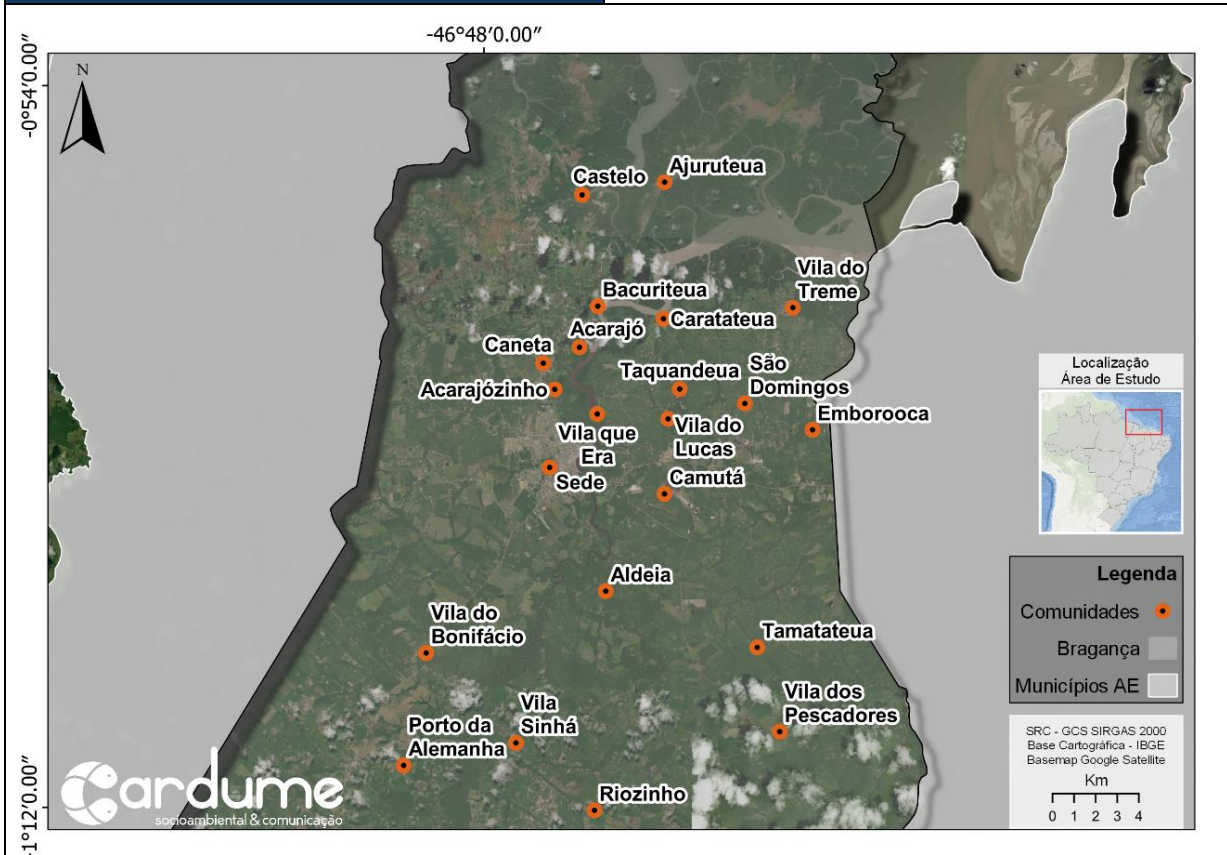 -46°48′0.00″
-0°54′0.00″
N
Castelo
Ajuruteua
Vila do
Treme
Bacuriteua
Caratateua
Acarajó
Caneta
Acarajózinho
Taquandeua
São
Domingos
Emborooca
Vila que
Era
Vila do
Lucas
Sede
Camutá
Aldeia
Vila do
Bonifácio
Tamatateua
Vila
Sinhá
Vila dos
Pescadores
Porto da
Alemanha
Riozinho
Localização
Área de Estudo
Legenda
Comunidades
Bragança
Municípios AE
SRC - GCS SIRGAS 2000
Base Cartográfica - IBGE
Basemap Google Satellite
Km
0 1 2 3 4
Cardume
socioambiental & comunicação
-1°12′0.00″